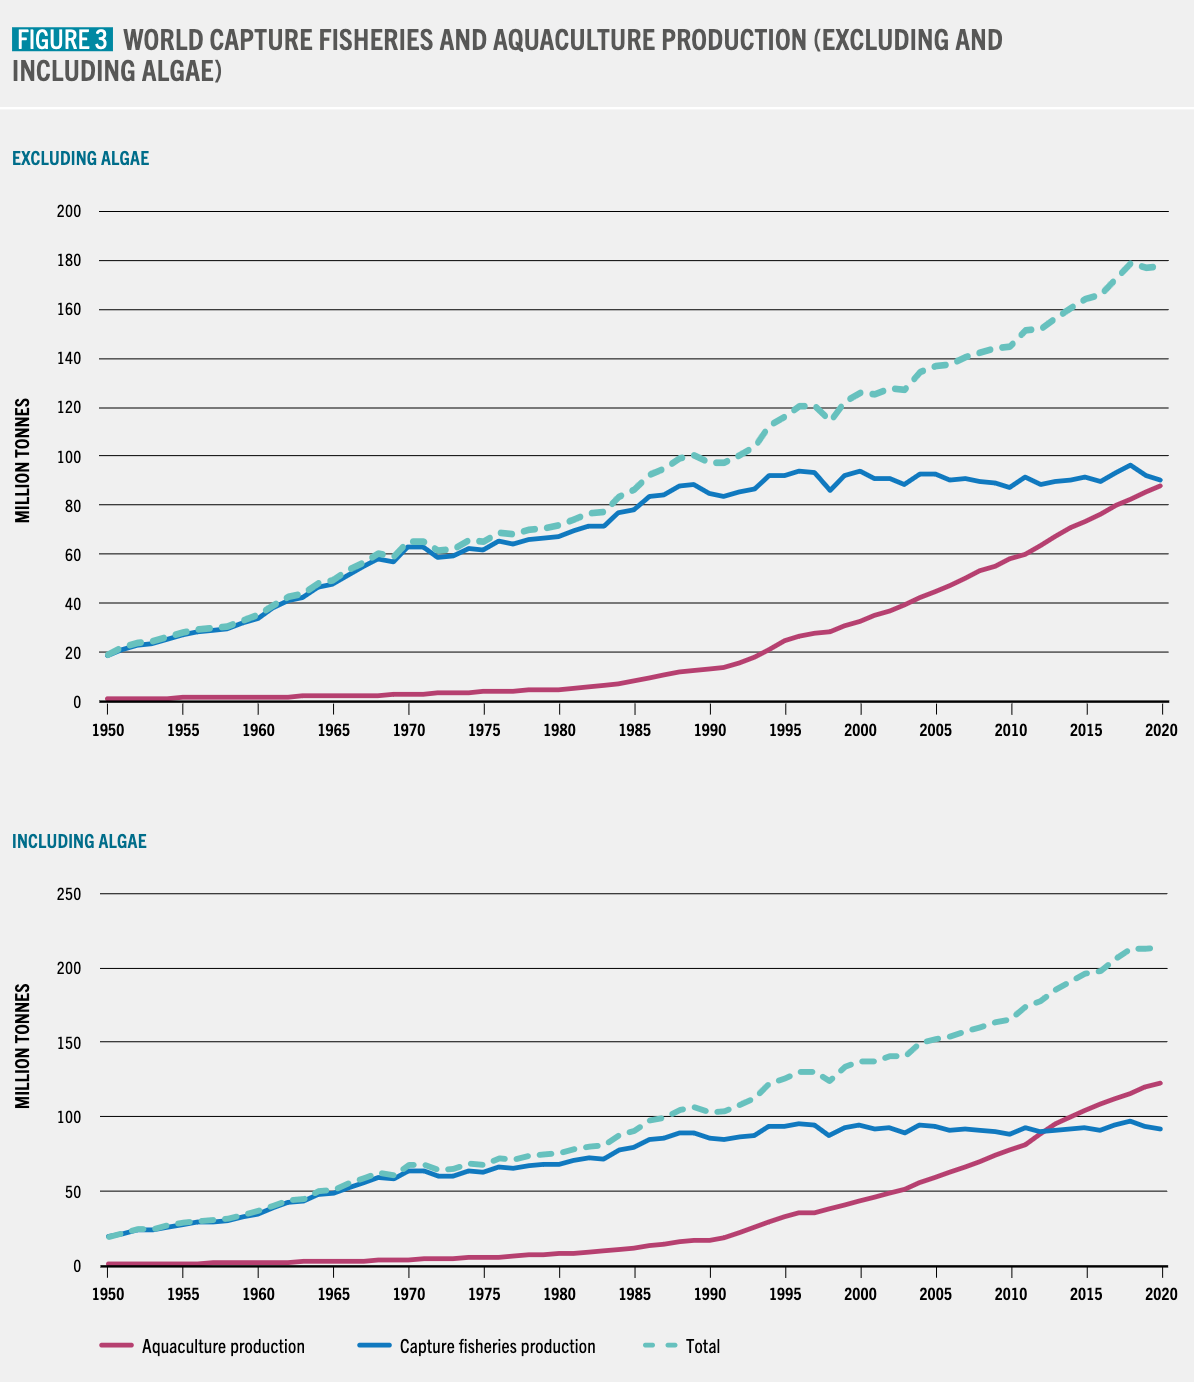 FIGURE 3 WORLD CAPTURE FISHERIES AND AQUACULTURE PRODUCTION (EXCLUDING AND
INCLUDING ALGAE)
EXCLUDING ALGAE
MILLION TONNES
200
180
160
140
120
100
80
60
40
20
0
1950 1955 1960 1965 1970 1975 1980 1985 1990 1995 2000 2005 2010 2015 2020
INCLUDING ALGAE
MILLION TONNES
250
200
150
100
50
0
1950 1955 1960 1965 1970 1975 1980 1985 1990 1995 2000 2005 2010 2015 2020
Aquaculture production Capture fisheries production Total